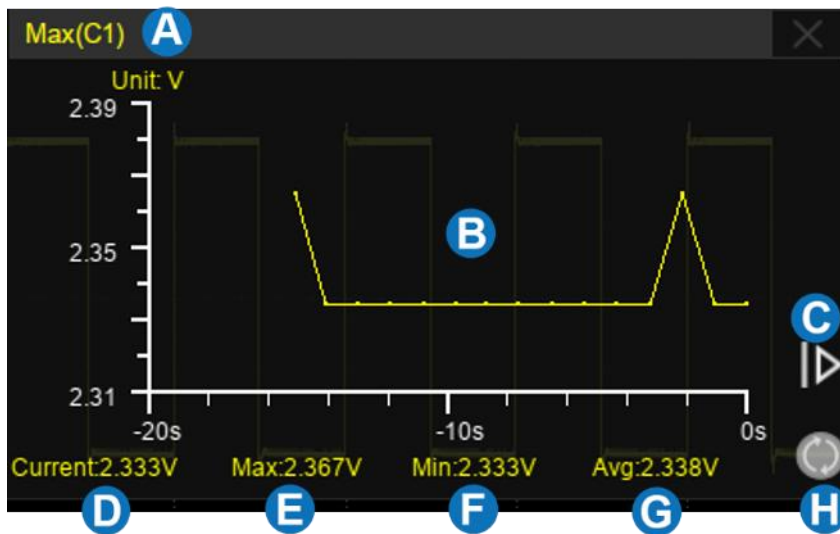 Max(C1) A
Unit: V
2.39
B
2.35
C
2.31
-20s -10s 0s
Current:2.333V Max:2.367V Min:2.333V Avg:2.338V
D E F G H